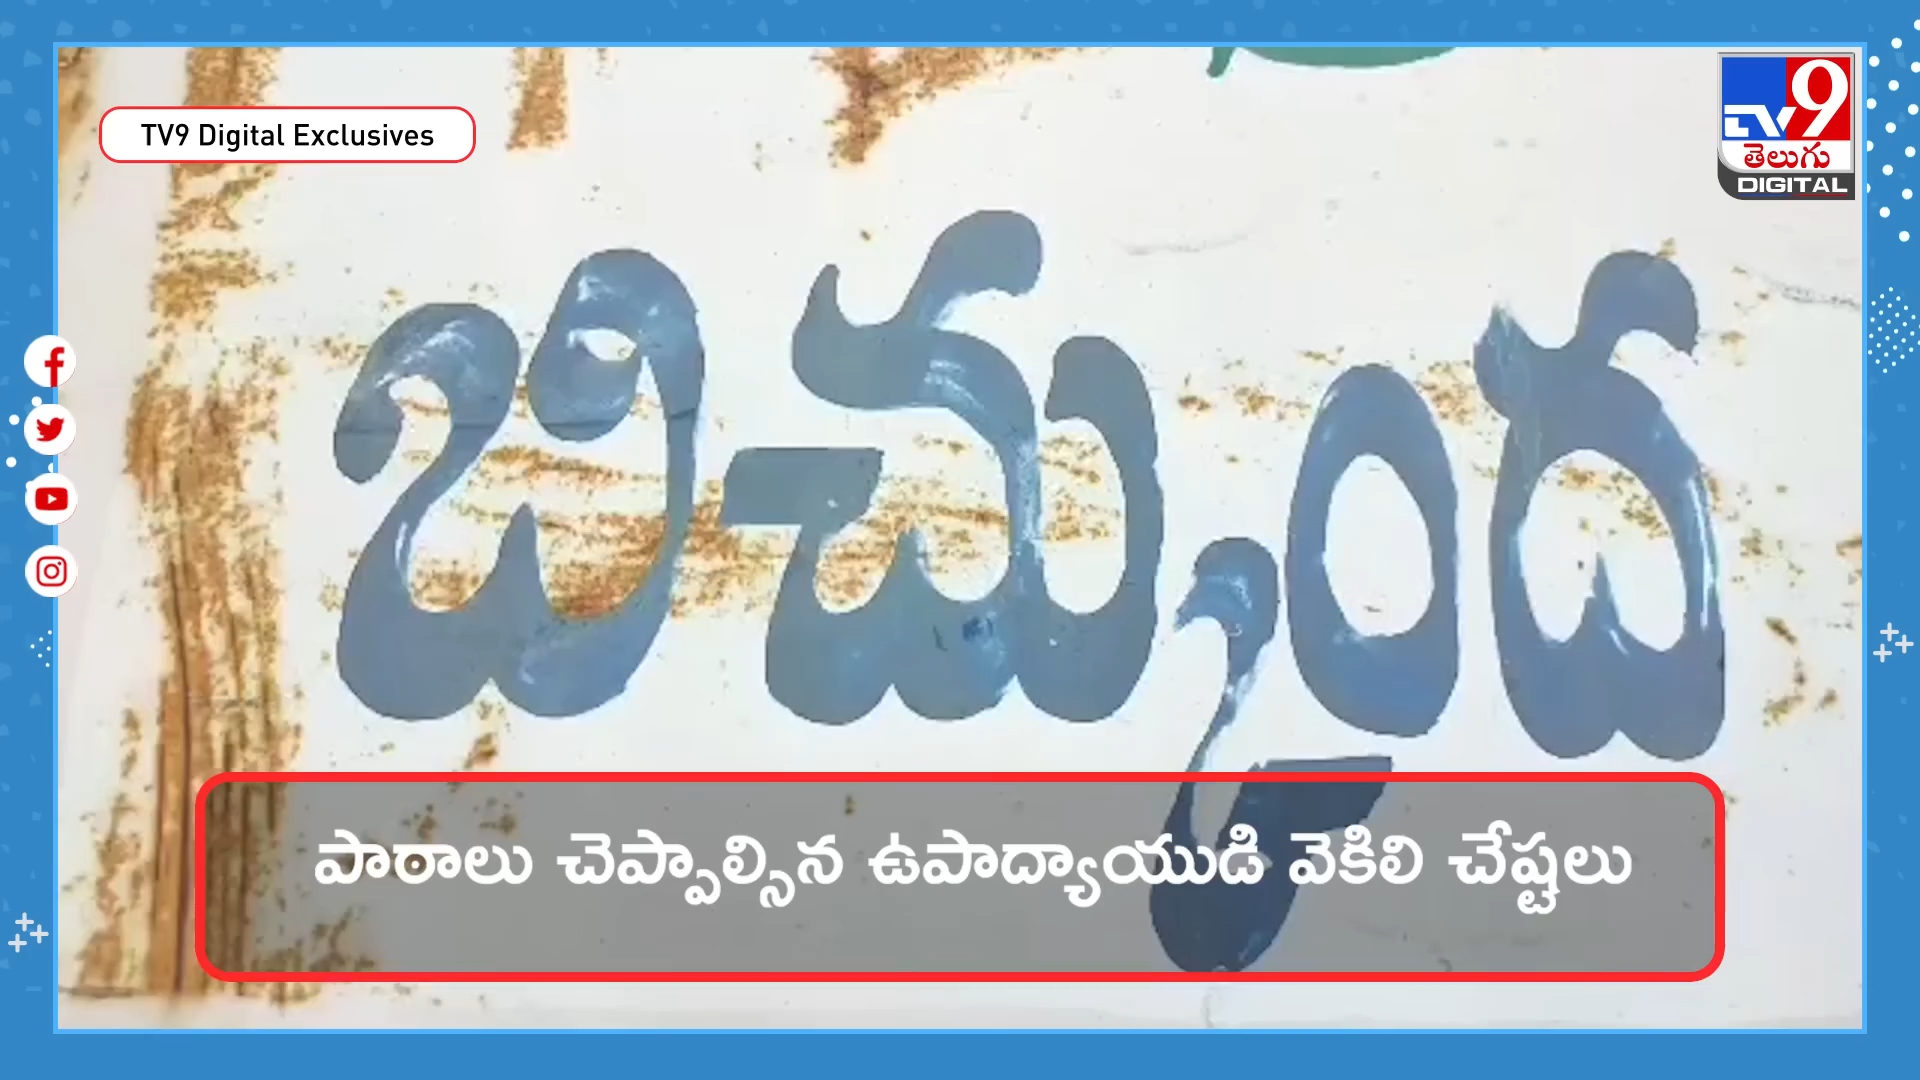 TV9 Digital Exclusives
TV9
తెలుగు
DIGITAL
బిచ్కుంద
పాఠాలు చెప్పాల్సిన ఉపాధ్యాయుడి వెకిలి చేష్టలు